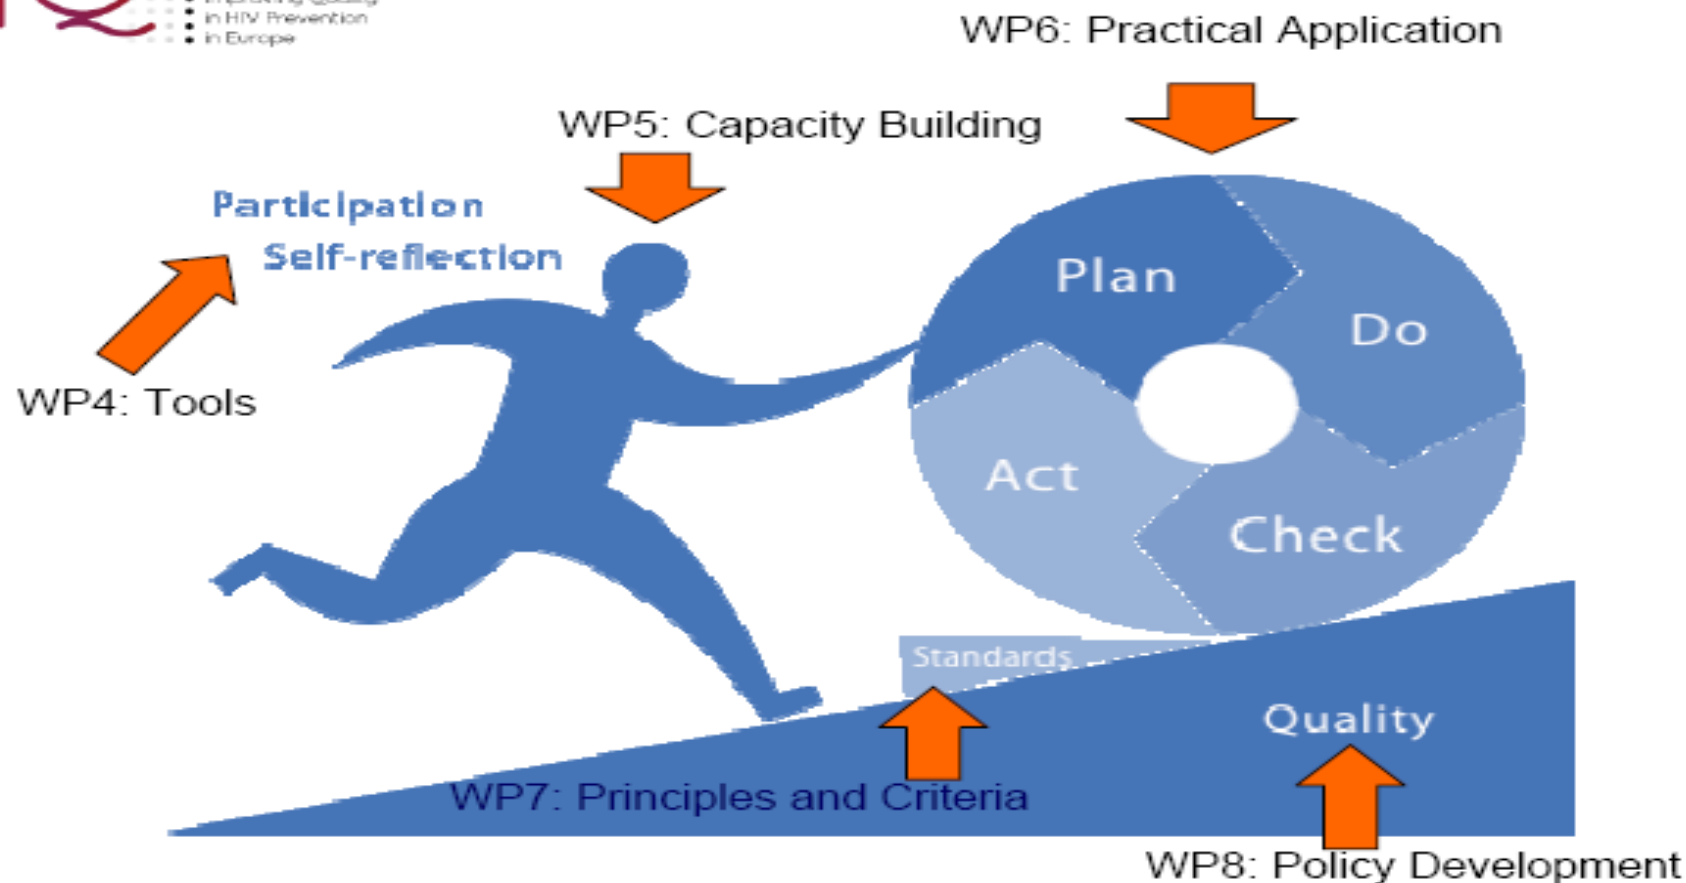 in HIV Prevention
in Europe
WP6: Practical Application
WP5: Capacity Building
Participation
Self-reflection
WP4: Tools
Plan
Do
Act
Check
Standards
Quality
WP7: Principles and Criteria
WP8: Policy Development